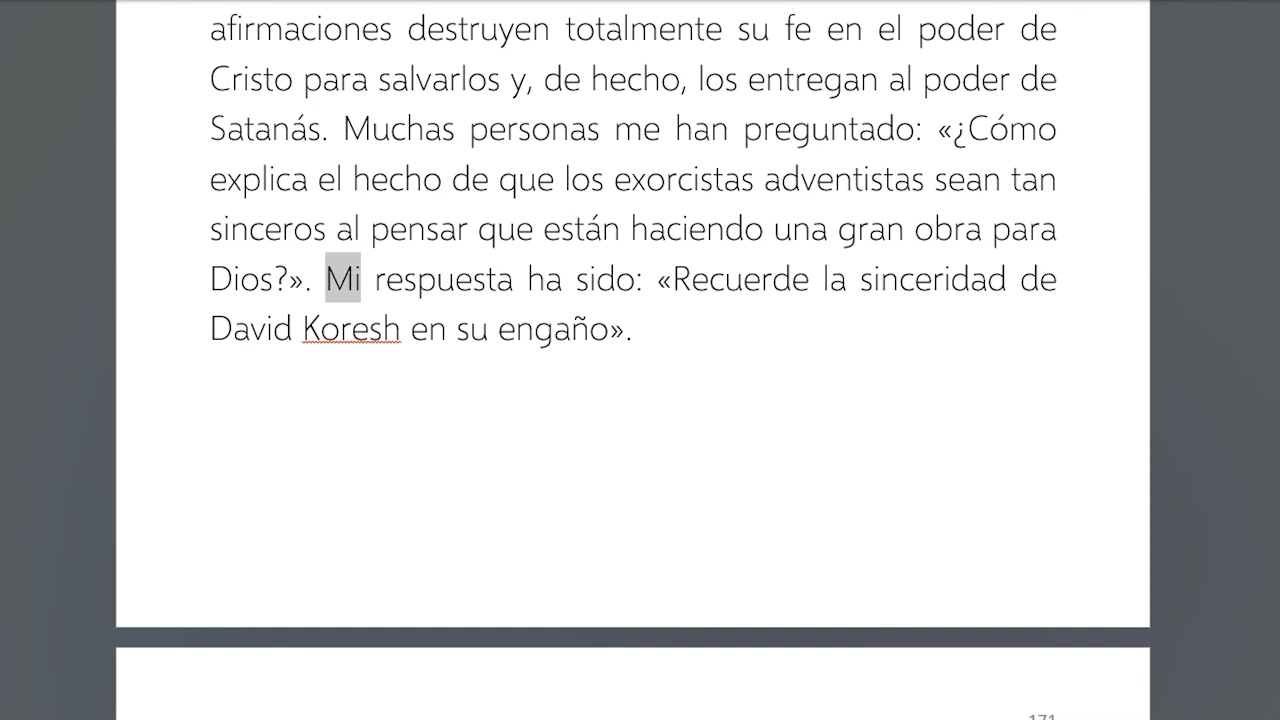 afirmaciones destruyen totalmente su fe en el poder de
Cristo para salvarlos y, de hecho, los entregan al poder de
Satanás. Muchas personas me han preguntado: «¿Cómo
explica el hecho de que los exorcistas adventistas sean tan
sinceros al pensar que están haciendo una gran obra para
Dios?». Mi respuesta ha sido: «Recuerde la sinceridad de
David Koresh en su engaño».
171